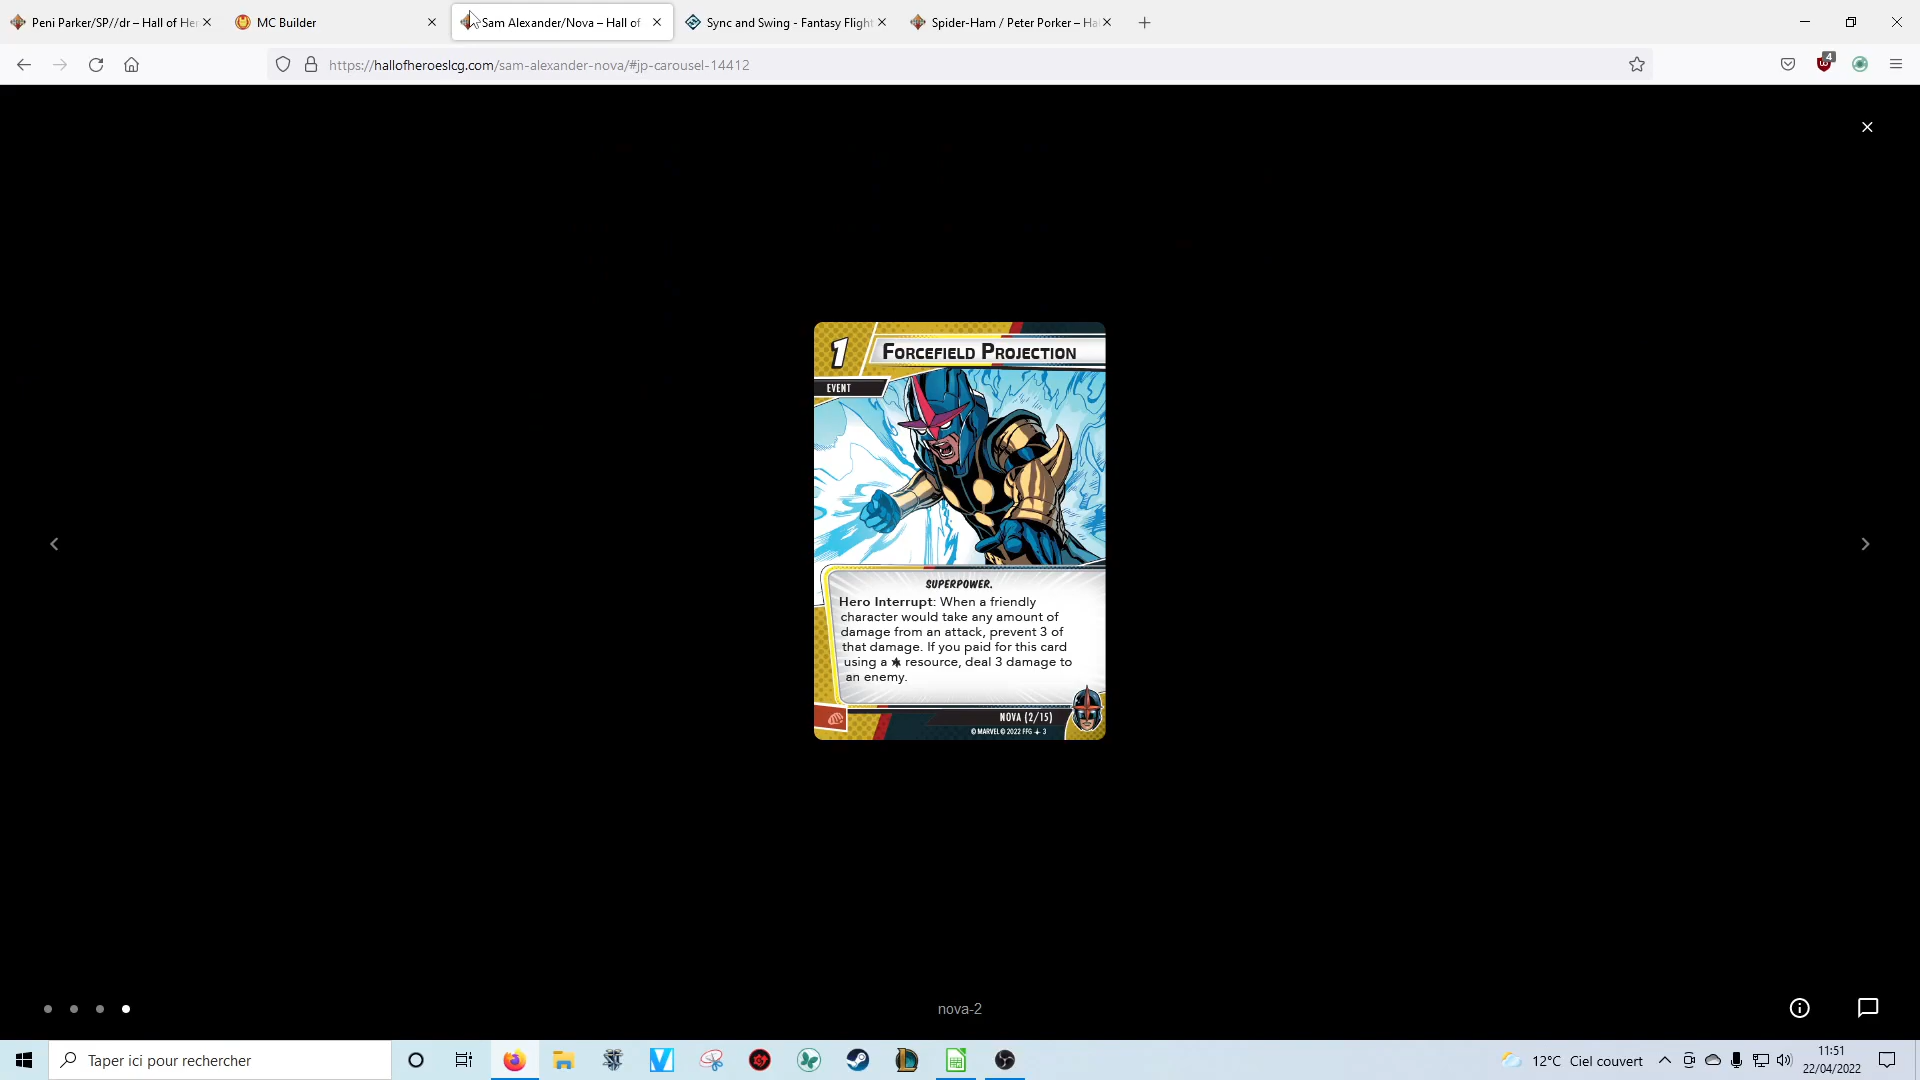 Peni Parker/SP//dr – Hall of He
MC Builder
Sam Alexander/Nova – Hall of
Sync and Swing - Fantasy Flight
Spider-Ham / Peter Porker – Ha
https://hallofheroeslcg.com/sam-alexander-nova/#jp-carousel-14412
4
1
FORCEFIELD PROJECTION
EVENT
SUPERPOWER.
Hero Interrupt: When a friendly
character would take any amount of
damage from an attack, prevent 3 of
that damage. If you paid for this card
using a resource, deal 3 damage to
an enemy.
NOVA (2/15)
© MARVEL © 2022 FFG 3
nova-2
Taper ici pour rechercher
12°C Ciel couvert
11:51
22/04/2022